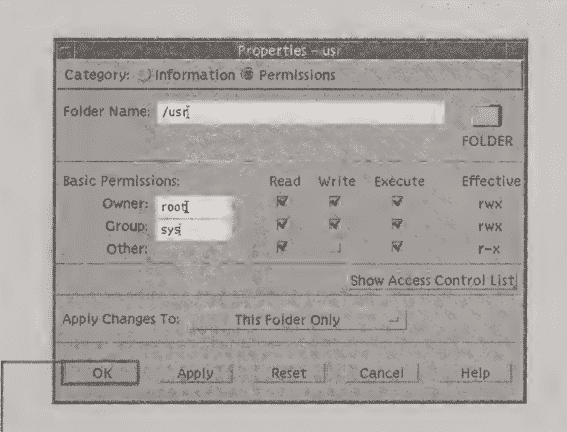 Properties - usr
Category: Information Permissions
Folder Name: /usr
FOLDER
Basic Permissions: Read Write Execute Effective
Owner: root rwx
Group: sys rwx
Other: r-x
Show Access Control List
Apply Changes To: This Folder Only
OK Apply Reset Cancel Help